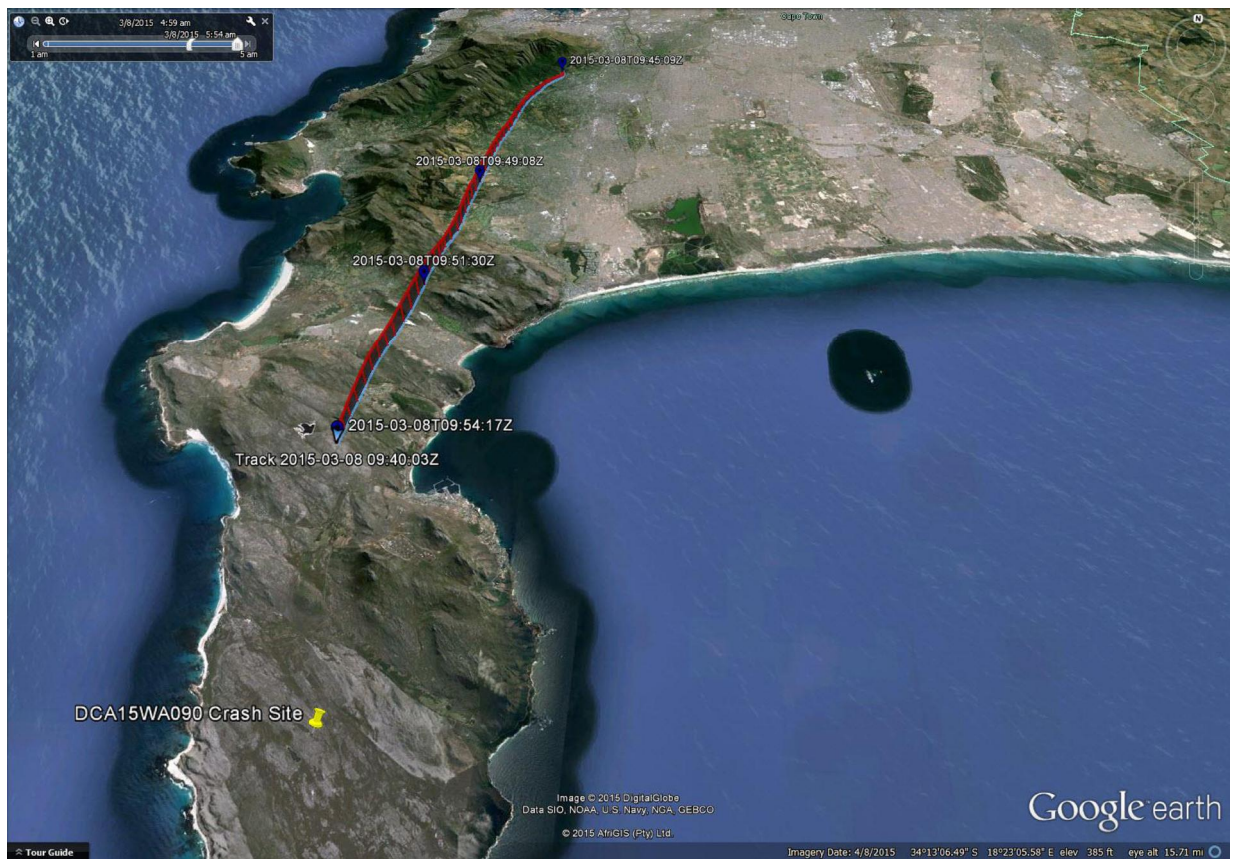 3/8/2015 4:59 am
3/8/2015 5:54 am
1 am
5 am
Cape Town
N
2015-03-08T09:45:09Z
2015-03-08T09:49:08Z
2015-03-08T09:51:30Z
2015-03-08T09:54:17Z
Track 2015-03-08 09:40:03Z
DCA15WA090 Crash Site
Image © 2015 DigitalGlobe
Data SIO, NOAA, U.S. Navy, NGA, GEBCO
© 2015 AfriGIS (Pty) Ltd.
Google earth
Tour Guide
Imagery Date: 4/8/2015 34°13'06.49" S 18°23'05.58" E elev 385 ft eye alt 15.71 mi